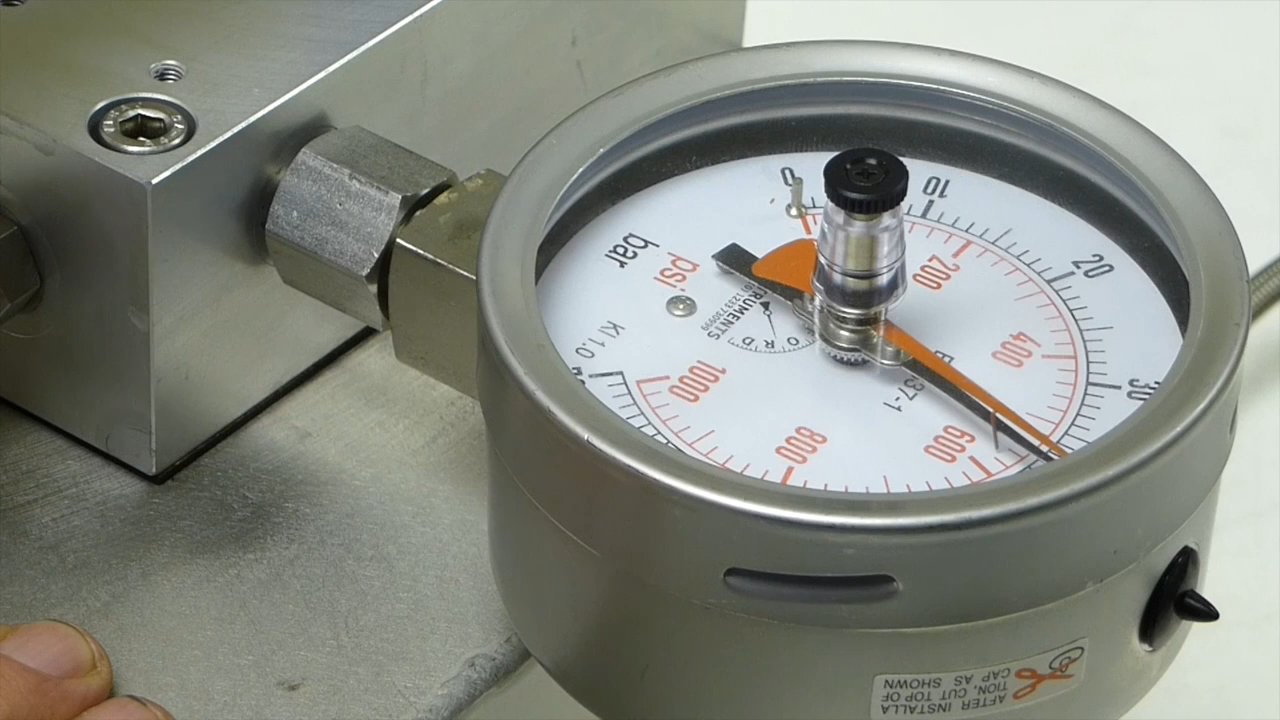 0
10
20
30
200
400
600
800
1000
bar
psi
Kl 1,0
37-1
AFTER INSTALLA
TION, CUT TOP OF
CAP AS SHOWN